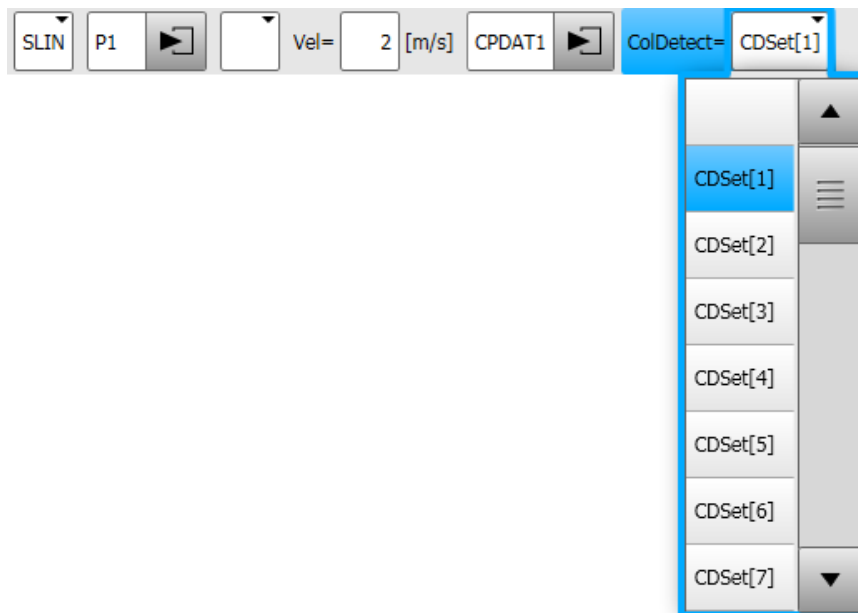 SLIN P1 Vel= 2 [m/s] CPDAT1 ColDetect= CDSet[1]
CDSet[1]
CDSet[2]
CDSet[3]
CDSet[4]
CDSet[5]
CDSet[6]
CDSet[7]